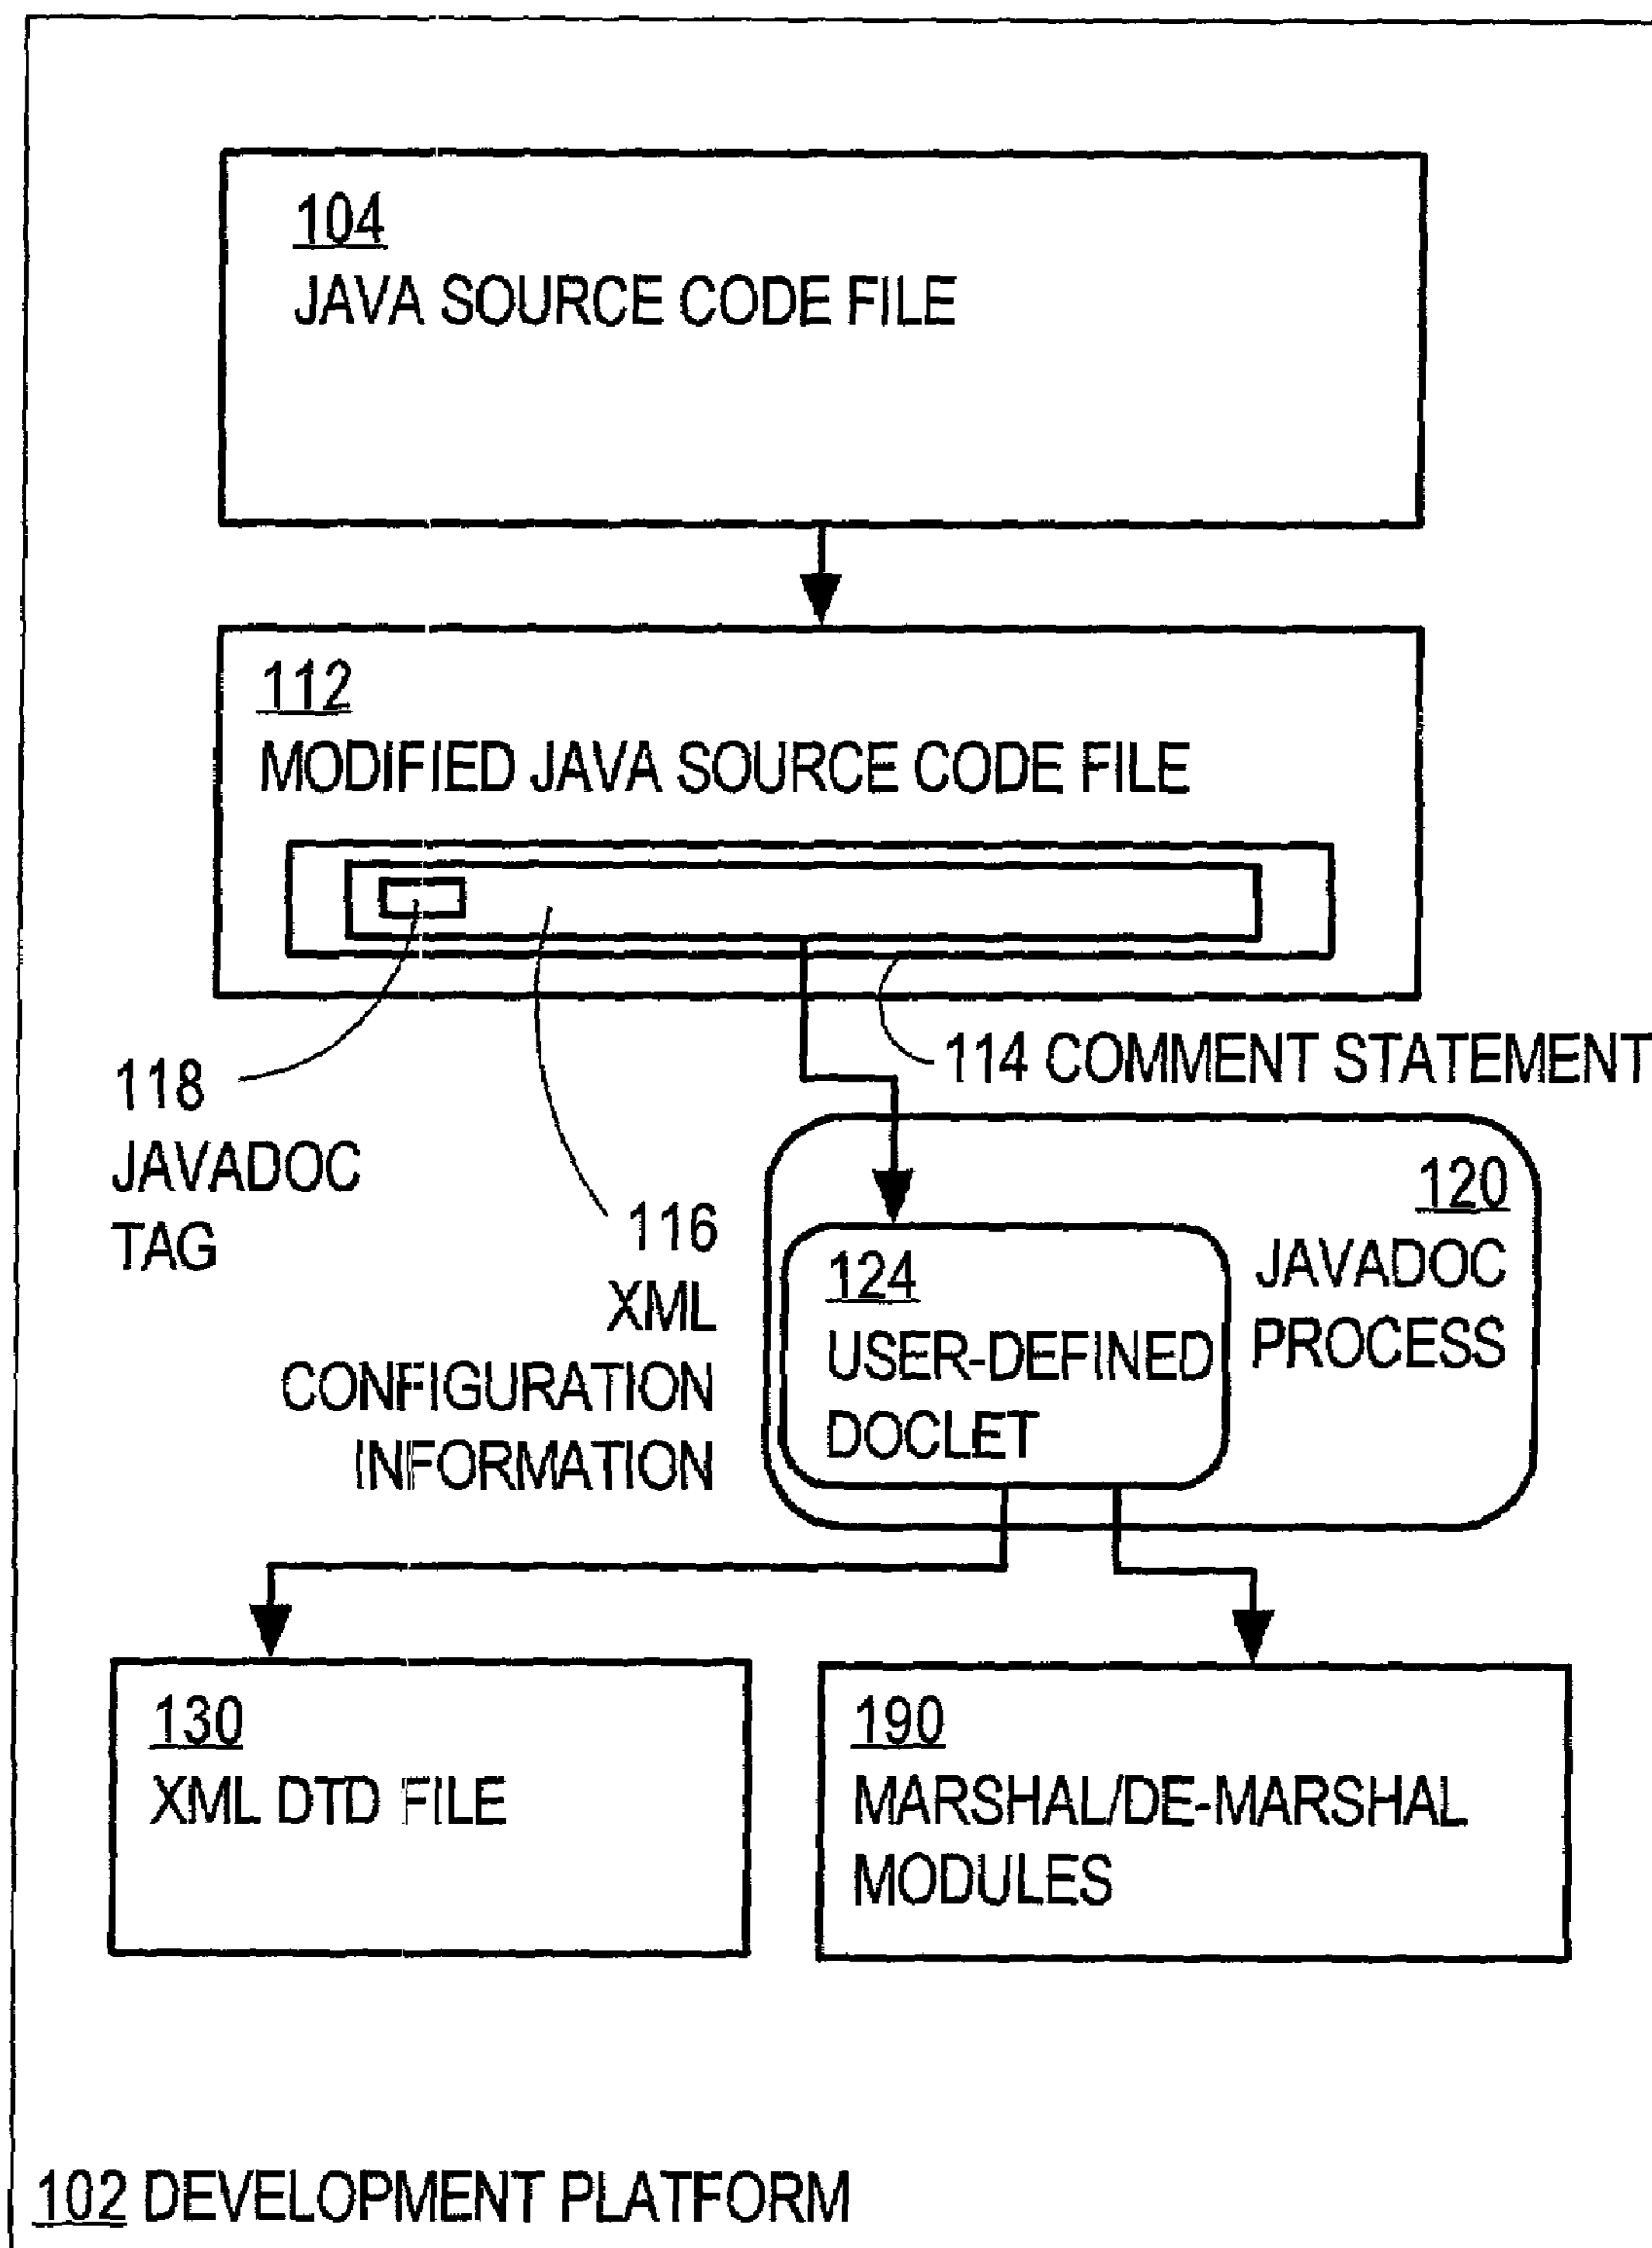 104
JAVA SOURCE CODE FILE
112
MODIFIED JAVA SOURCE CODE FILE
114 COMMENT STATEMENT
118
JAVADOC
TAG
116
XML
CONFIGURATION
INFORMATION
120
JAVADOC
PROCESS
124
USER-DEFINED
DOCLET
130
XML DTD FILE
190
MARSHAL/DE-MARSHAL
MODULES
102 DEVELOPMENT PLATFORM